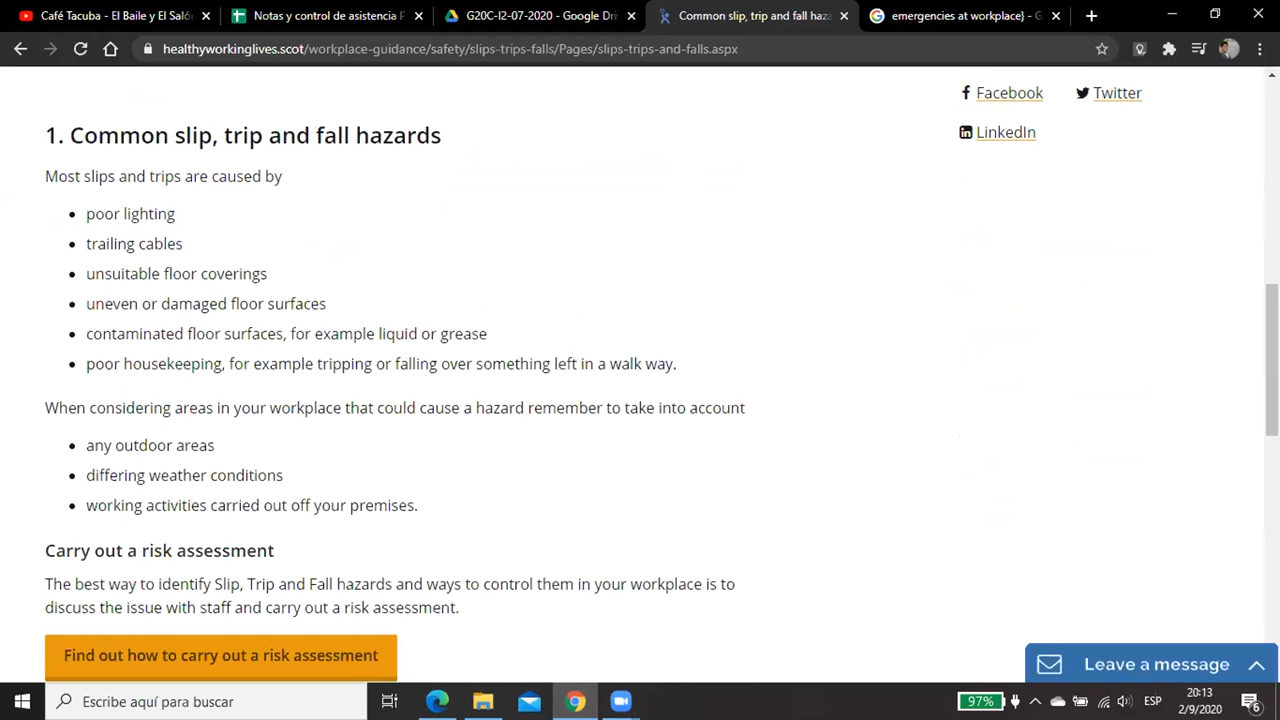 Café Tacuba - El Baile y El Saló
Notas y control de asistencia P
G20C-I2-07-2020 - Google Dri
Common slip, trip and fall haza
emergencies at workplace} - G
healthyworkinglives.scot/workplace-guidance/safety/slips-trips-falls/Pages/slips-trips-and-falls.aspx
Facebook
Twitter
LinkedIn
1. Common slip, trip and fall hazards
Most slips and trips are caused by
poor lighting
trailing cables
unsuitable floor coverings
uneven or damaged floor surfaces
contaminated floor surfaces, for example liquid or grease
poor housekeeping, for example tripping or falling over something left in a walk way.
When considering areas in your workplace that could cause a hazard remember to take into account
any outdoor areas
differing weather conditions
working activities carried out off your premises.
Carry out a risk assessment
The best way to identify Slip, Trip and Fall hazards and ways to control them in your workplace is to
discuss the issue with staff and carry out a risk assessment.
Find out how to carry out a risk assessment
Leave a message
Escribe aquí para buscar
97%
ESP
20:13
2/9/2020
6